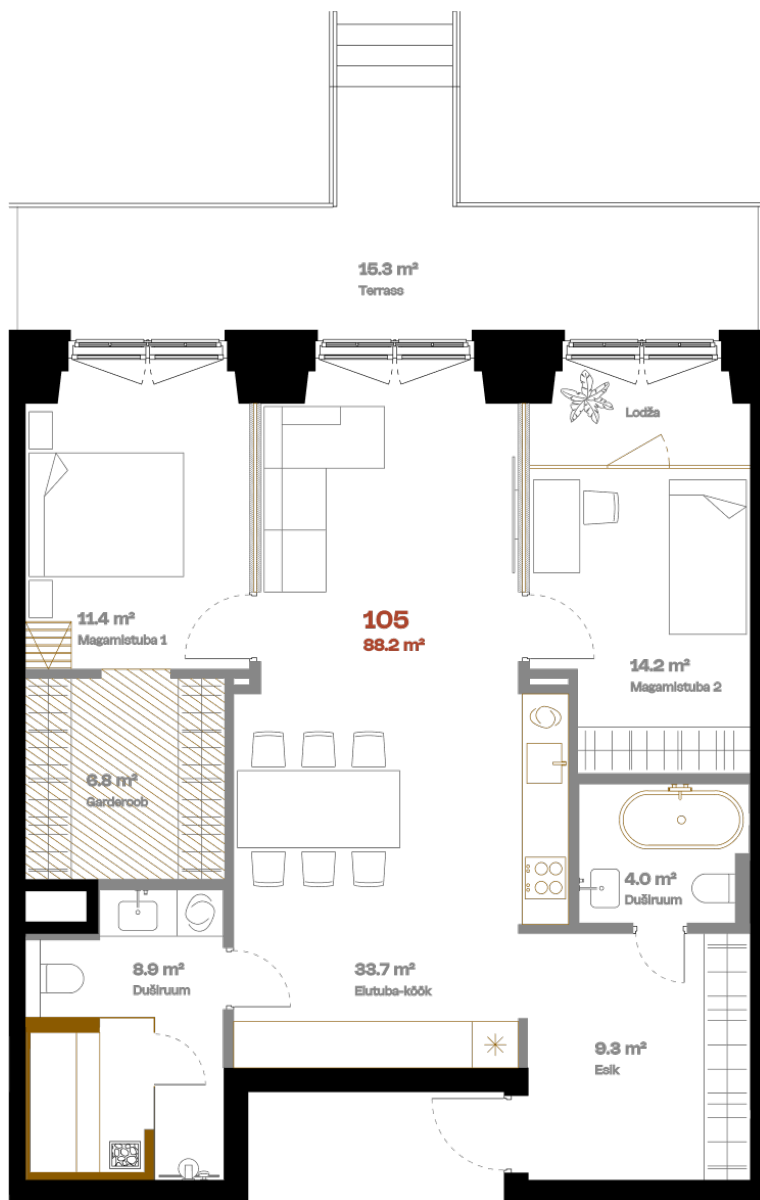 15.3 m²
Terrass
Lodža
11.4 m²
Magamistuba 1
105
88.2 m²
14.2 m²
Magamistuba 2
6.8 m²
Garderoob
4.0 m²
Duširuum
8.9 m²
Duširuum
33.7 m²
Elutuba-köök
9.3 m²
Esik